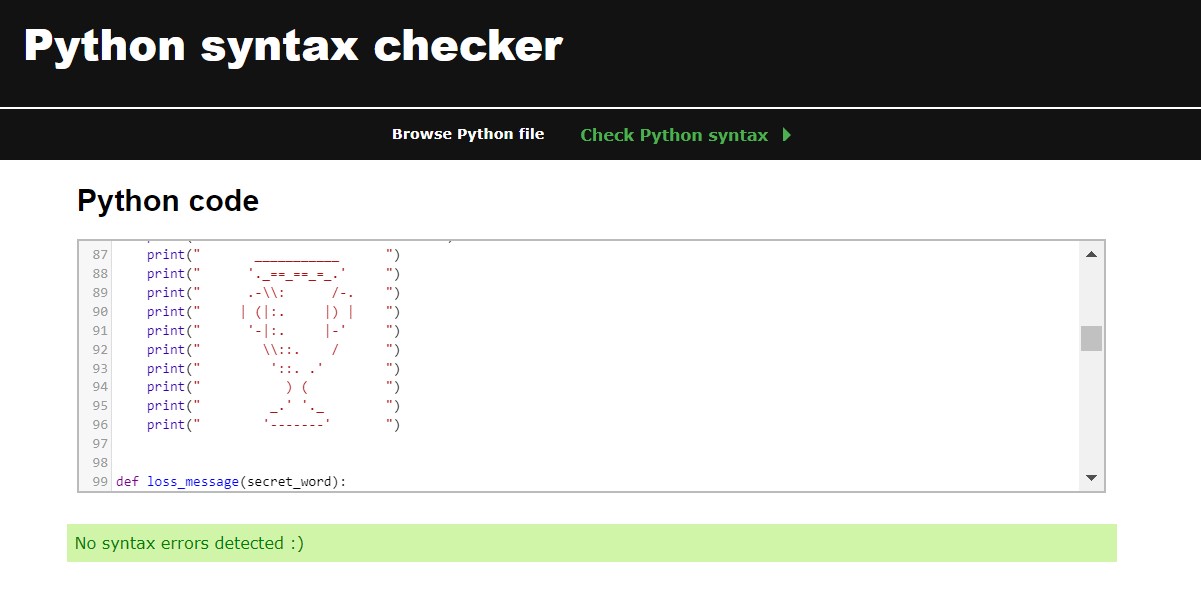 Python syntax checker
Browse Python file
Check Python syntax
Python code
87     print("       ___________      ")
88     print("      '._==_==_=_.'     ")
89     print("      .-\\:      /-.    ")
90     print("     | (|:.     |) |    ")
91     print("      '-|:.     |-'     ")
92     print("        \\::.    /      ")
93     print("         '::. .'        ")
94     print("           ) (          ")
95     print("         _.' '._        ")
96     print("        '-------'       ")
97
98
99 def loss_message(secret_word):
No syntax errors detected :)